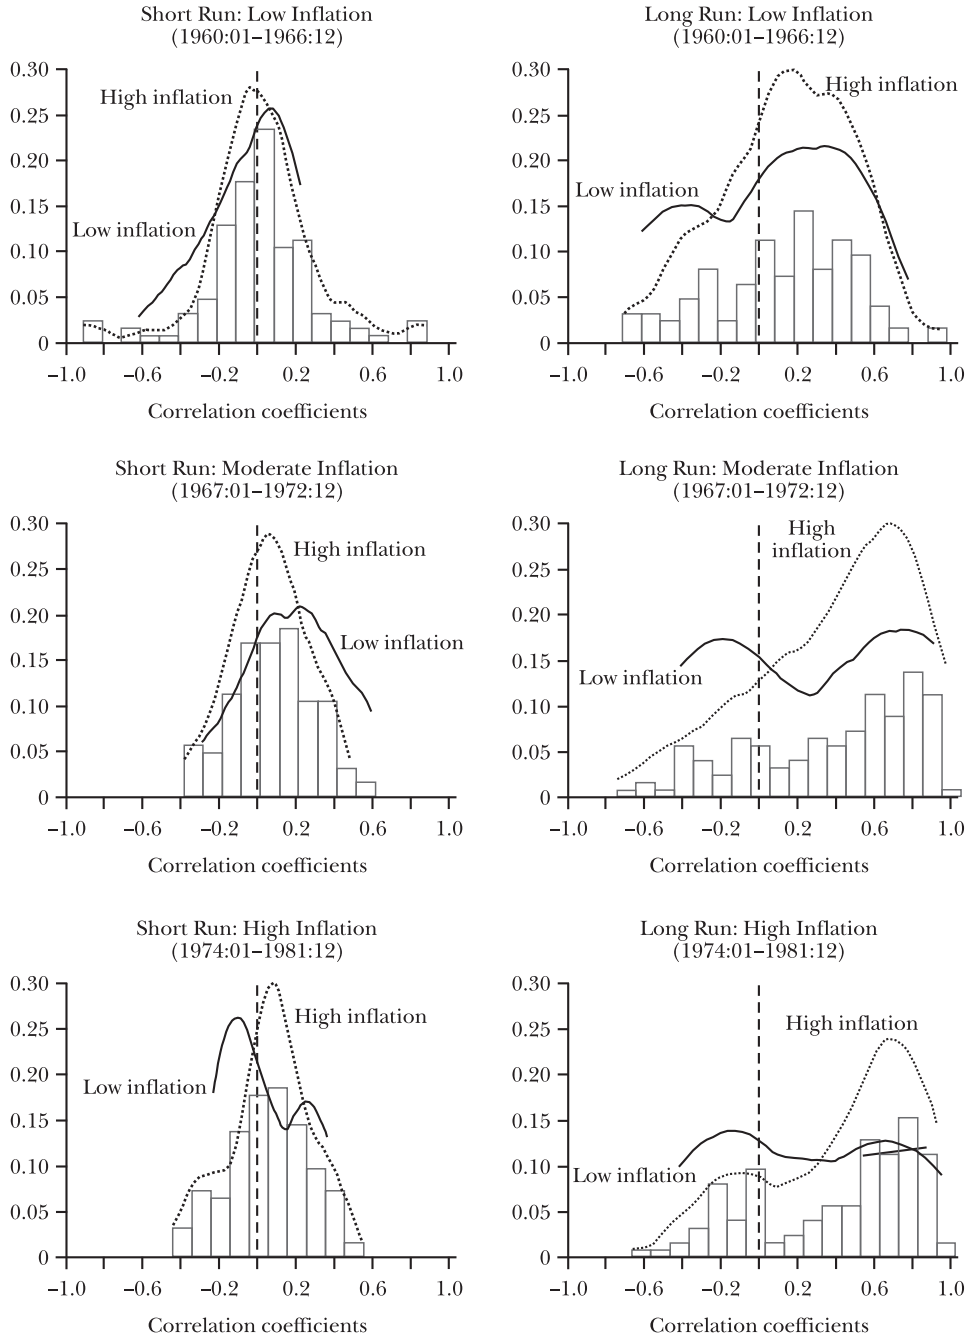 Short Run: Low Inflation
(1960:01–1966:12)
0.30
0.25
0.20
0.15
0.10
0.05
0
High inflation
Low inflation
−1.0 −0.6 −0.2 0.2 0.6 1.0
Correlation coefficients
Long Run: Low Inflation
(1960:01–1966:12)
0.30
0.25
0.20
0.15
0.10
0.05
0
High inflation
Low inflation
−1.0 −0.6 −0.2 0.2 0.6 1.0
Correlation coefficients
Short Run: Moderate Inflation
(1967:01–1972:12)
0.30
0.25
0.20
0.15
0.10
0.05
0
High inflation
Low inflation
−1.0 −0.6 −0.2 0.2 0.6 1.0
Correlation coefficients
Long Run: Moderate Inflation
(1967:01–1972:12)
0.30
0.25
0.20
0.15
0.10
0.05
0
High
inflation
Low inflation
−1.0 −0.6 −0.2 0.2 0.6 1.0
Correlation coefficients
Short Run: High Inflation
(1974:01–1981:12)
0.30
0.25
0.20
0.15
0.10
0.05
0
High inflation
Low inflation
−1.0 −0.6 −0.2 0.2 0.6 1.0
Correlation coefficients
Long Run: High Inflation
(1974:01–1981:12)
0.30
0.25
0.20
0.15
0.10
0.05
0
High inflation
Low inflation
−1.0 −0.6 −0.2 0.2 0.6 1.0
Correlation coefficients